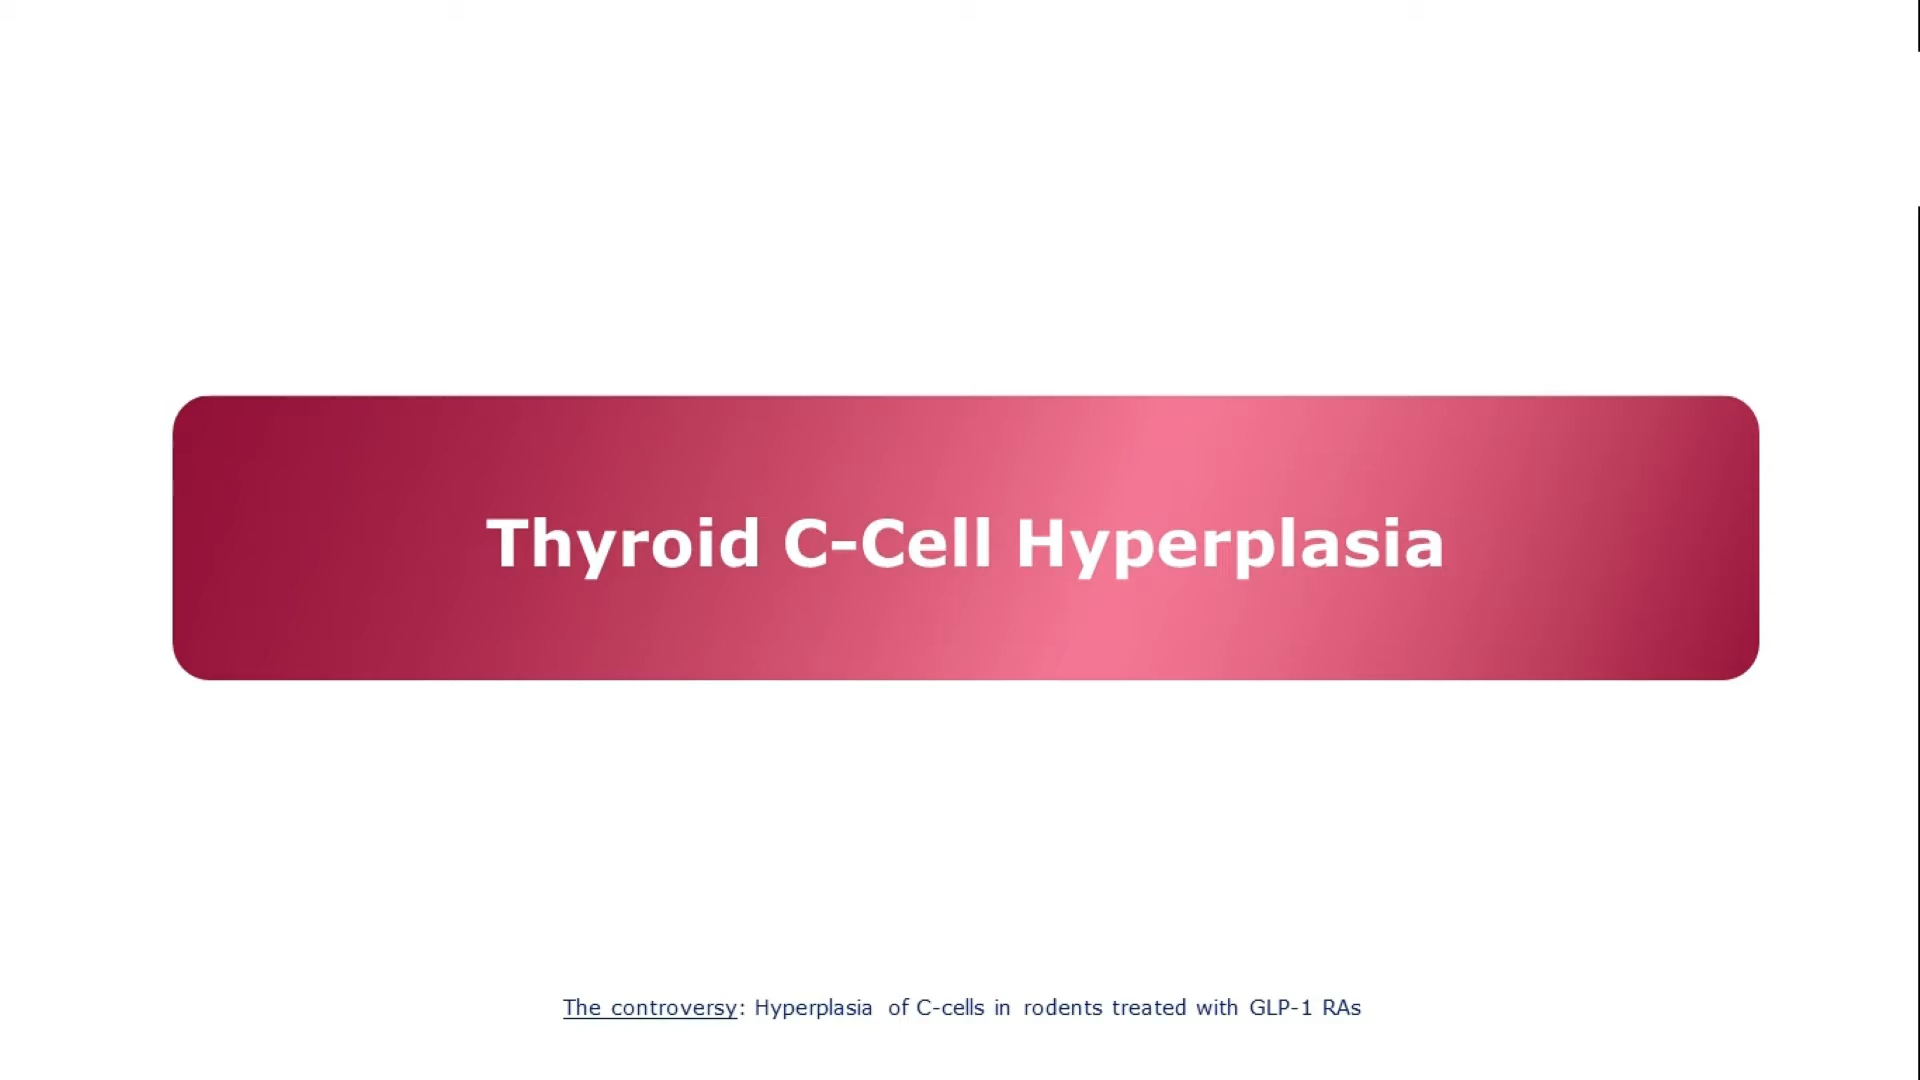 Thyroid C-Cell Hyperplasia
The controversy: Hyperplasia of C-cells in rodents treated with GLP-1 RAs